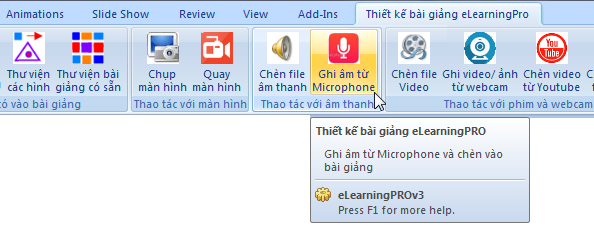 Animations Slide Show Review View Add-Ins Thiết kế bài giảng eLearningPro
Thư viện các hình
Thư viện bài giảng có sẵn
Chụp màn hình
Quay màn hình
Chèn file âm thanh
Ghi âm từ Microphone
Chèn file Video
Ghi video/ ảnh từ webcam
You Tube
Chèn video từ Youtube
có vào bài giảng
Thao tác với màn hình
Thao tác với âm thanh
Thao tác với phim và webcam
Thiết kế bài giảng eLearningPRO
Ghi âm từ Microphone và chèn vào
bài giảng
eLearningPROv3
Press F1 for more help.